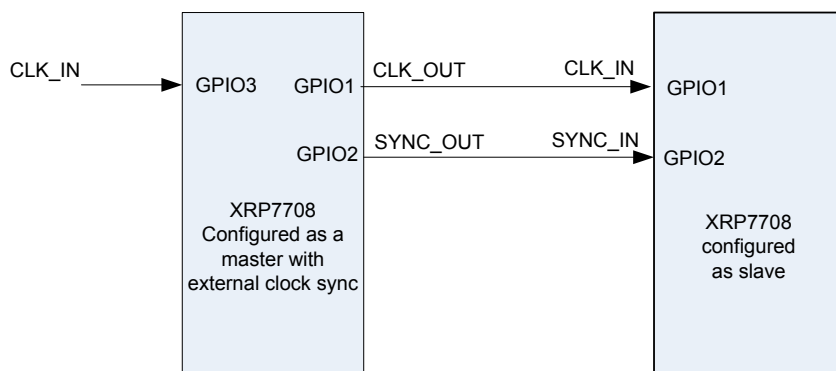 CLK_IN
GPIO3
GPIO1
CLK_OUT
CLK_IN
GPIO1
GPIO2
SYNC_OUT
SYNC_IN
GPIO2
XRP7708
Configured as a
master with
external clock sync
XRP7708
configured
as slave